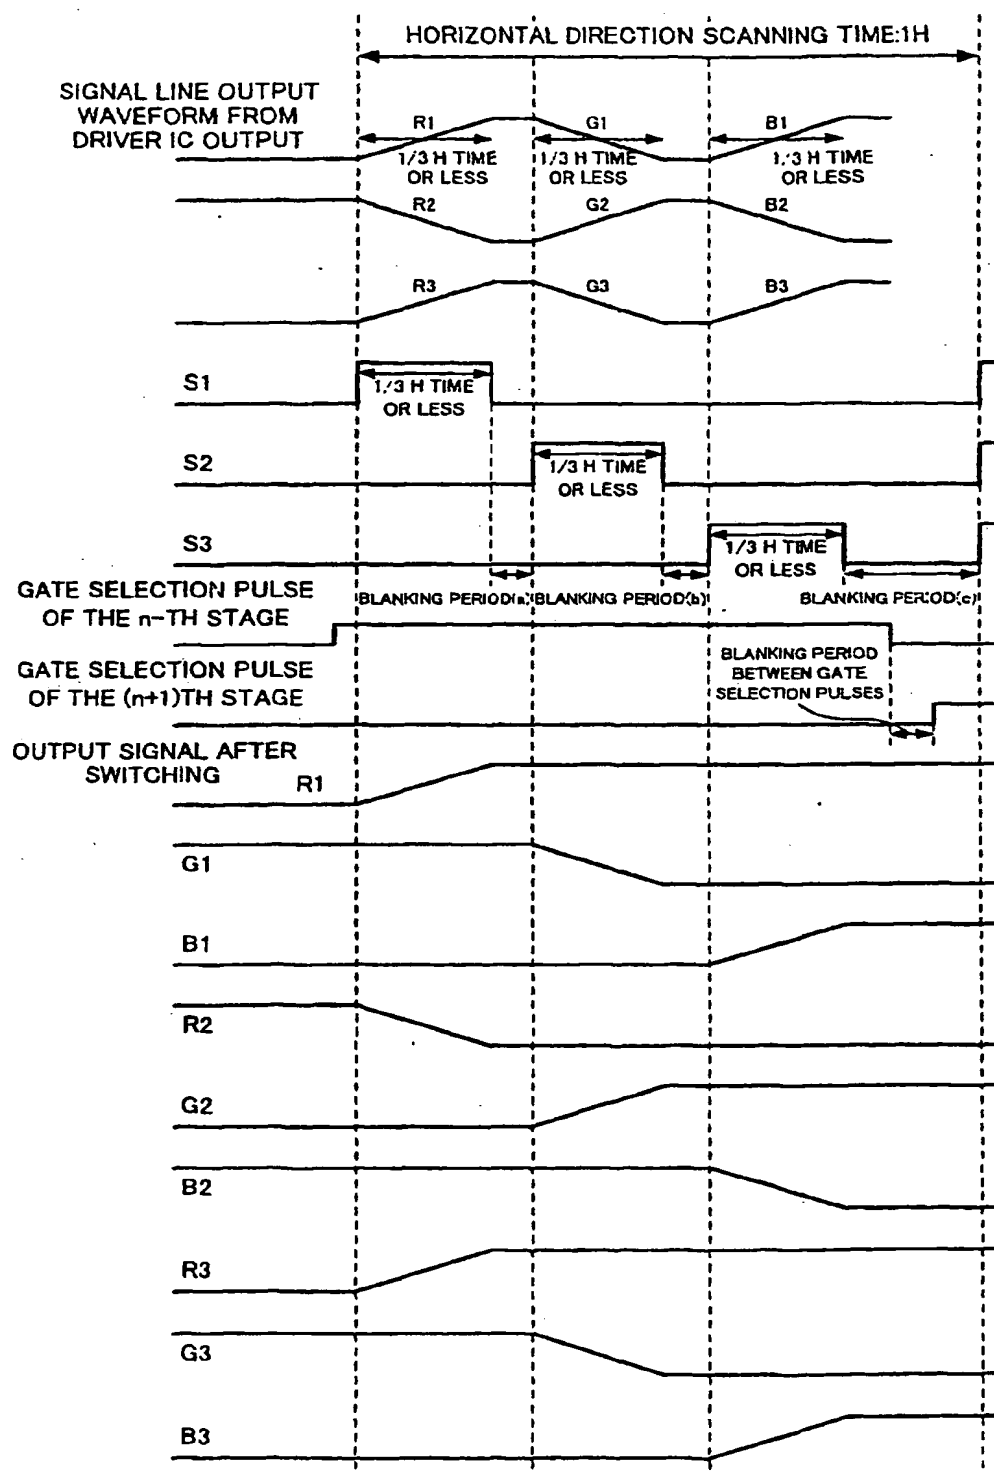 HORIZONTAL DIRECTION SCANNING TIME:1H
SIGNAL LINE OUTPUT
WAVEFORM FROM
DRIVER IC OUTPUT
R1
G1
B1
1/3 H TIME
OR LESS
1/3 H TIME
OR LESS
1/3 H TIME
OR LESS
R2
G2
B2
R3
G3
B3
S1
1/3 H TIME
OR LESS
S2
1/3 H TIME
OR LESS
S3
1/3 H TIME
OR LESS
BLANKING PERIOD(a)
BLANKING PERIOD(b)
BLANKING PERIOD(c)
GATE SELECTION PULSE
OF THE n-TH STAGE
GATE SELECTION PULSE
OF THE (n+1)TH STAGE
BLANKING PERIOD
BETWEEN GATE
SELECTION PULSES
OUTPUT SIGNAL AFTER
SWITCHING
R1
G1
B1
R2
G2
B2
R3
G3
B3